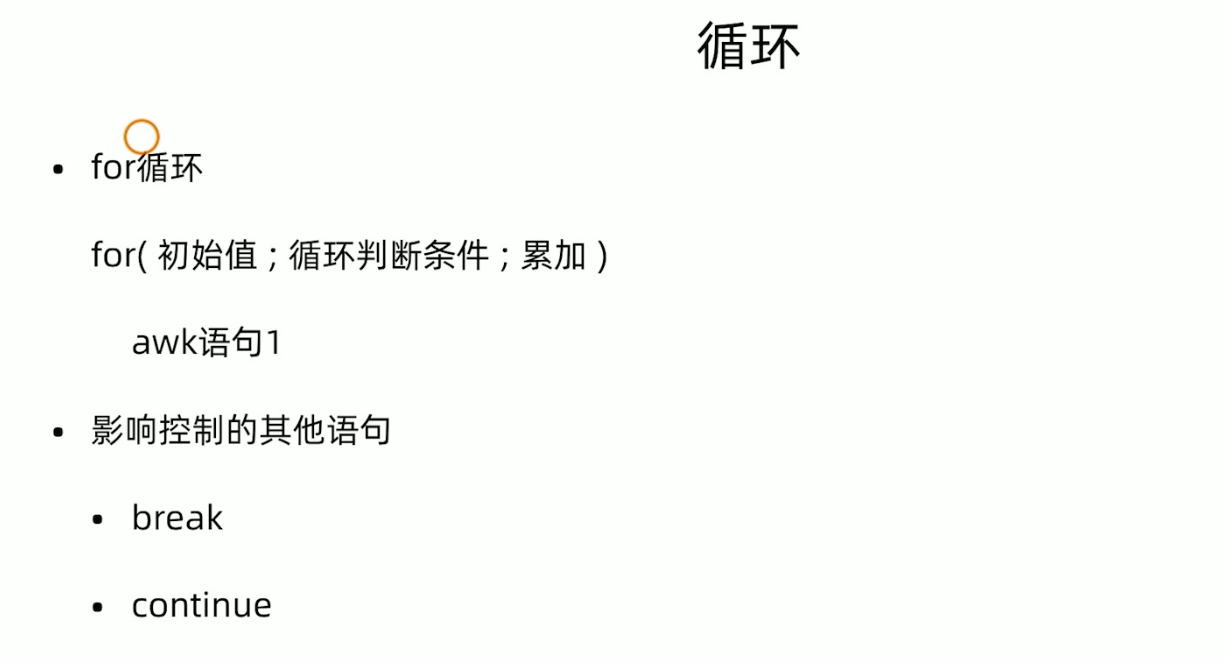 循环
• for循环
for( 初始值 ; 循环判断条件 ; 累加 )
awk语句1
• 影响控制的其他语句
• break
• continue